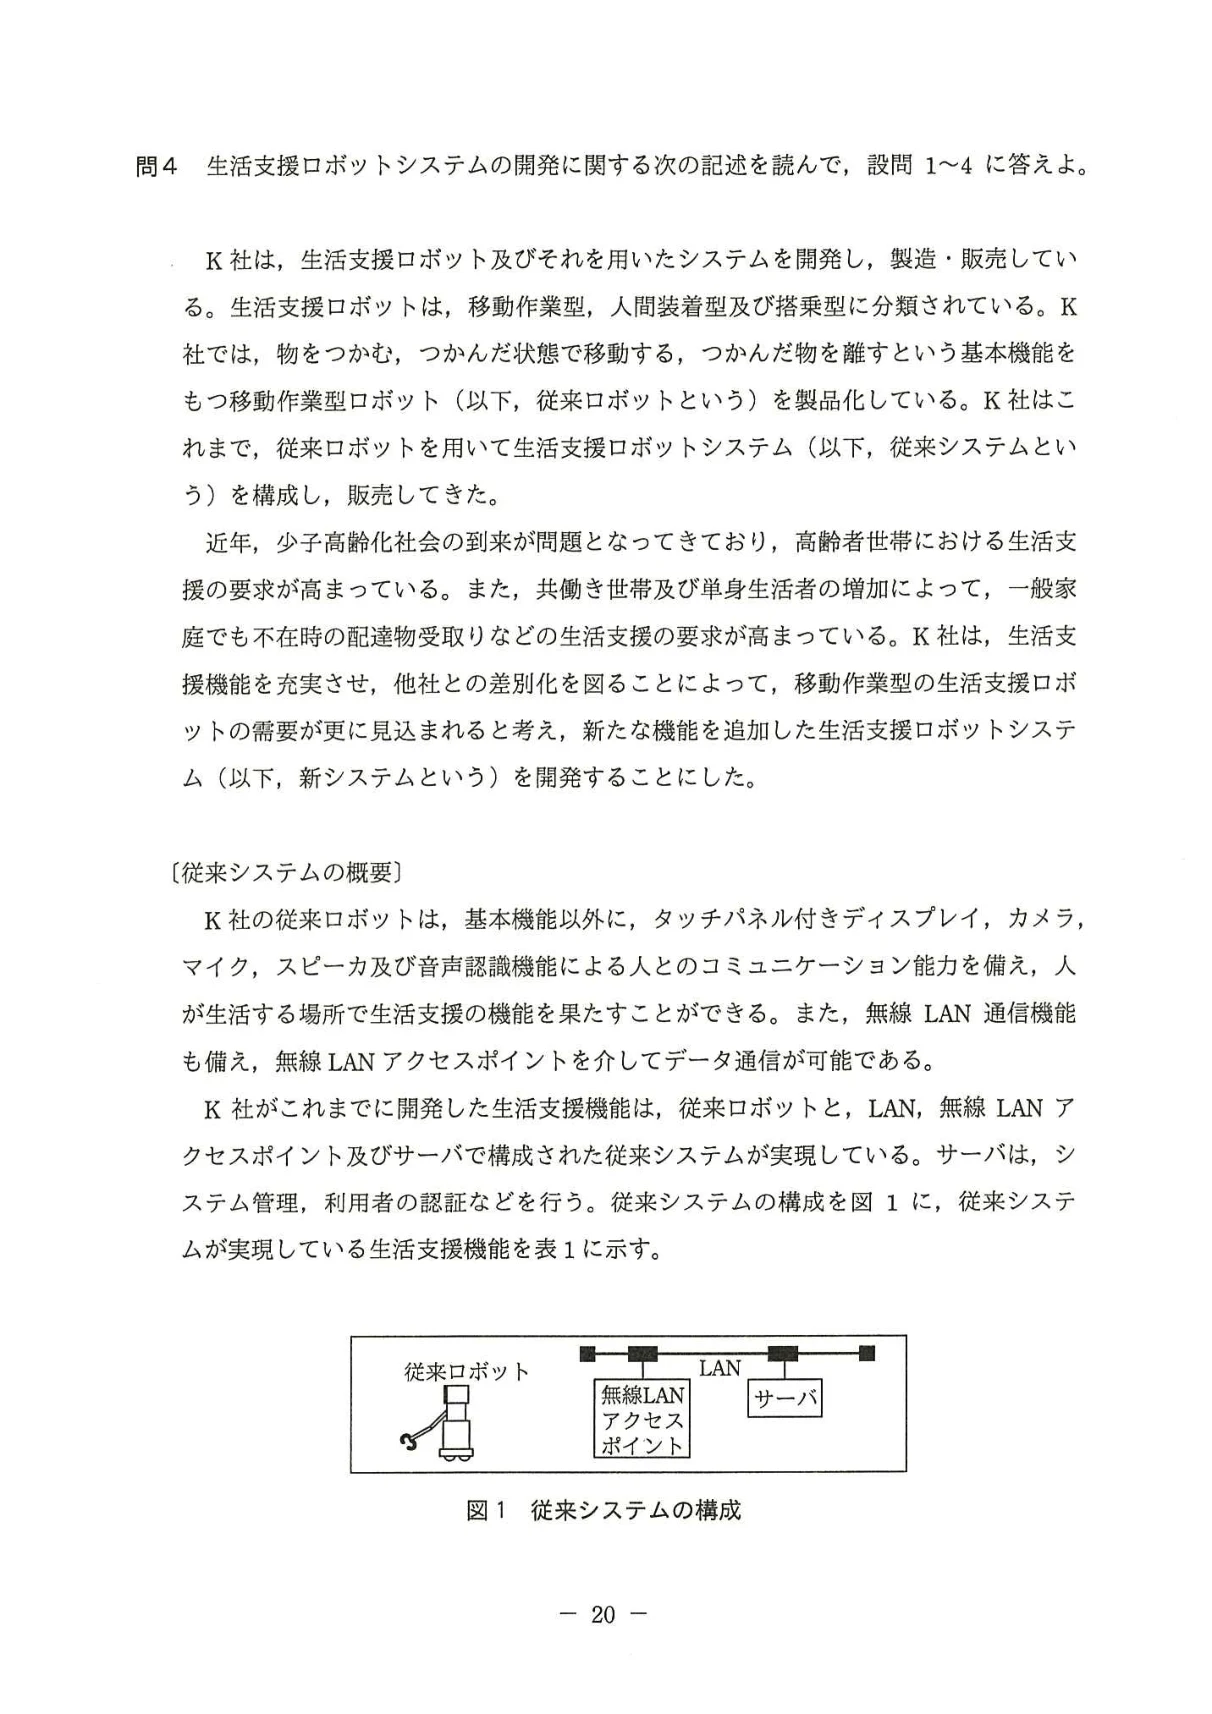 問4 生活支援ロボットシステムの開発に関する次の記述を読んで，設問 1～4 に答えよ。
K 社は，生活支援ロボット及びそれを用いたシステムを開発し，製造・販売してい
る。生活支援ロボットは，移動作業型，人間装着型及び搭乗型に分類されている。K
社では，物をつかむ，つかんだ状態で移動する，つかんだ物を離すという基本機能を
もつ移動作業型ロボット（以下，従来ロボットという）を製品化している。K 社はこ
れまで，従来ロボットを用いて生活支援ロボットシステム（以下，従来システムとい
う）を構成し，販売してきた。
近年，少子高齢化社会の到来が問題となってきており，高齢者世帯における生活支
援の要求が高まっている。また，共働き世帯及び単身生活者の増加によって，一般家
庭でも不在時の配達物受取りなどの生活支援の要求が高まっている。K 社は，生活支
援機能を充実させ，他社との差別化を図ることによって，移動作業型の生活支援ロボ
ットの需要が更に見込まれると考え，新たな機能を追加した生活支援ロボットシステ
ム（以下，新システムという）を開発することにした。
〔従来システムの概要〕
K 社の従来ロボットは，基本機能以外に，タッチパネル付きディスプレイ，カメラ，
マイク，スピーカ及び音声認識機能による人とのコミュニケーション能力を備え，人
が生活する場所で生活支援の機能を果たすことができる。また，無線 LAN 通信機能
も備え，無線 LAN アクセスポイントを介してデータ通信が可能である。
K 社がこれまでに開発した生活支援機能は，従来ロボットと，LAN，無線 LAN ア
クセスポイント及びサーバで構成された従来システムが実現している。サーバは，シ
ステム管理，利用者の認証などを行う。従来システムの構成を図 1 に，従来システ
ムが実現している生活支援機能を表 1 に示す。
従来ロボット
LAN
無線LAN
アクセス
ポイント
サーバ
図 1 従来システムの構成
－ 20 －